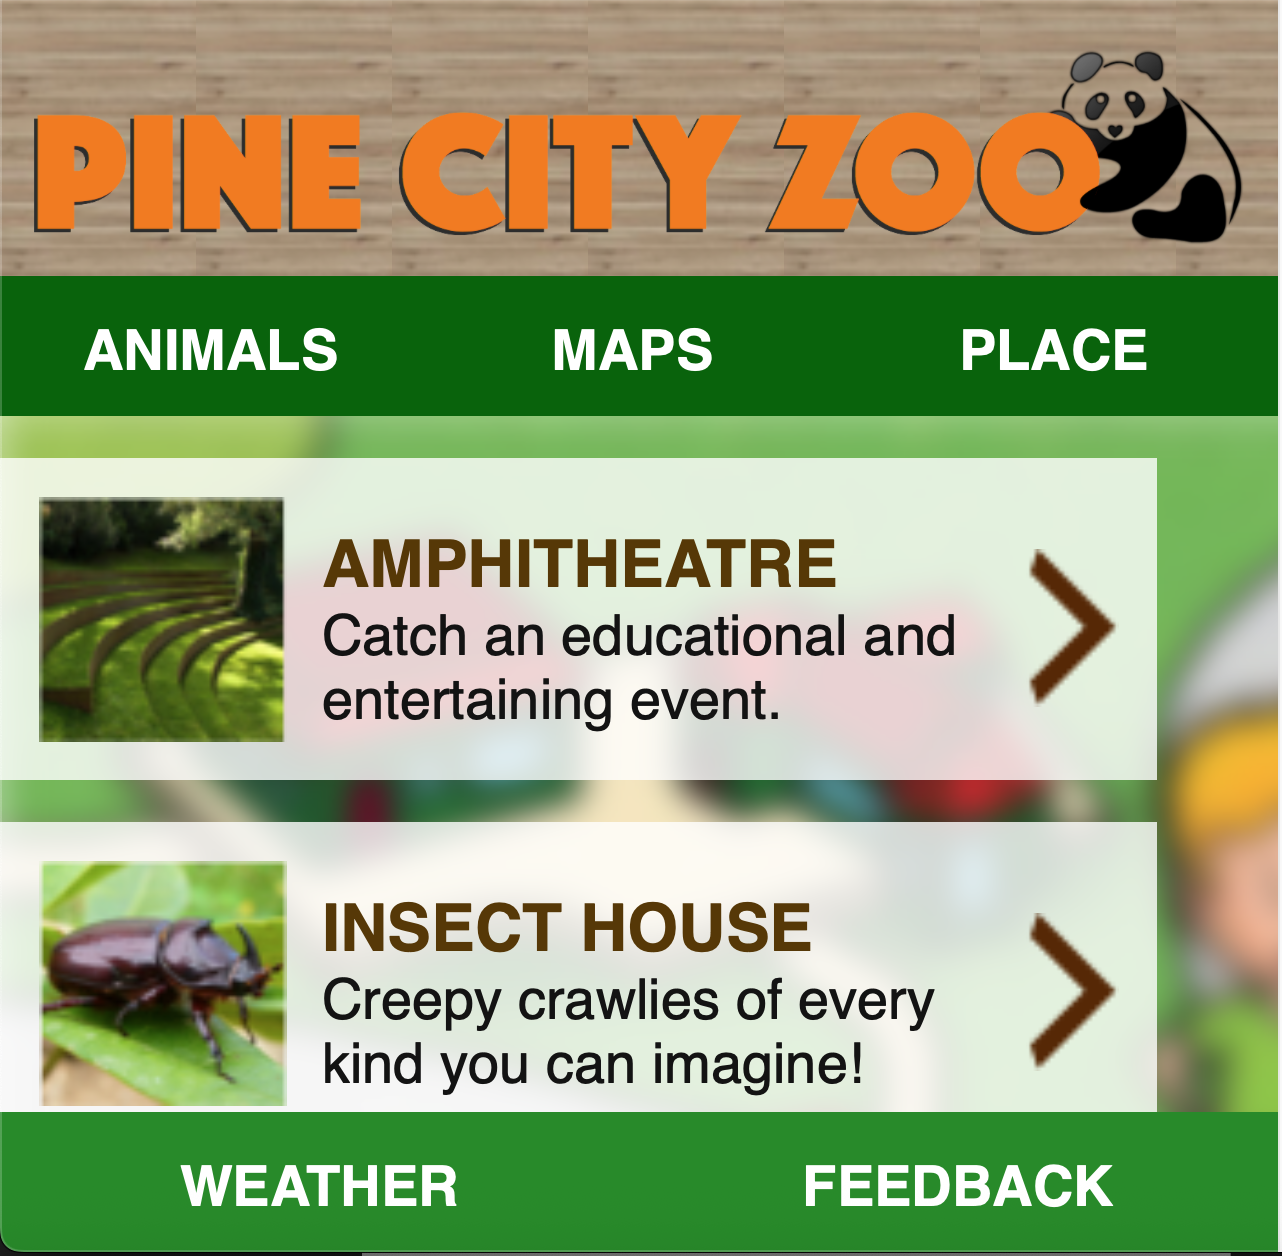 PINE CITY ZOO
ANIMALS MAPS PLACE
AMPHITHEATRE
Catch an educational and
entertaining event.
INSECT HOUSE
Creepy crawlies of every
kind you can imagine!
WEATHER FEEDBACK